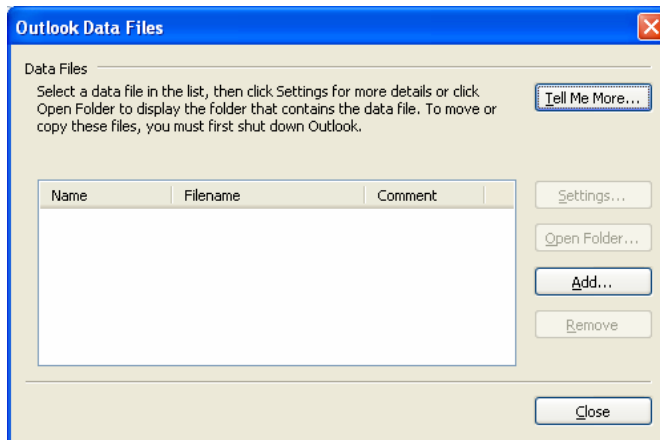 Outlook Data Files
Data Files
Select a data file in the list, then click Settings for more details or click
Open Folder to display the folder that contains the data file. To move or
copy these files, you must first shut down Outlook.
Tell Me More...
Name Filename Comment
Settings...
Open Folder...
Add...
Remove
Close